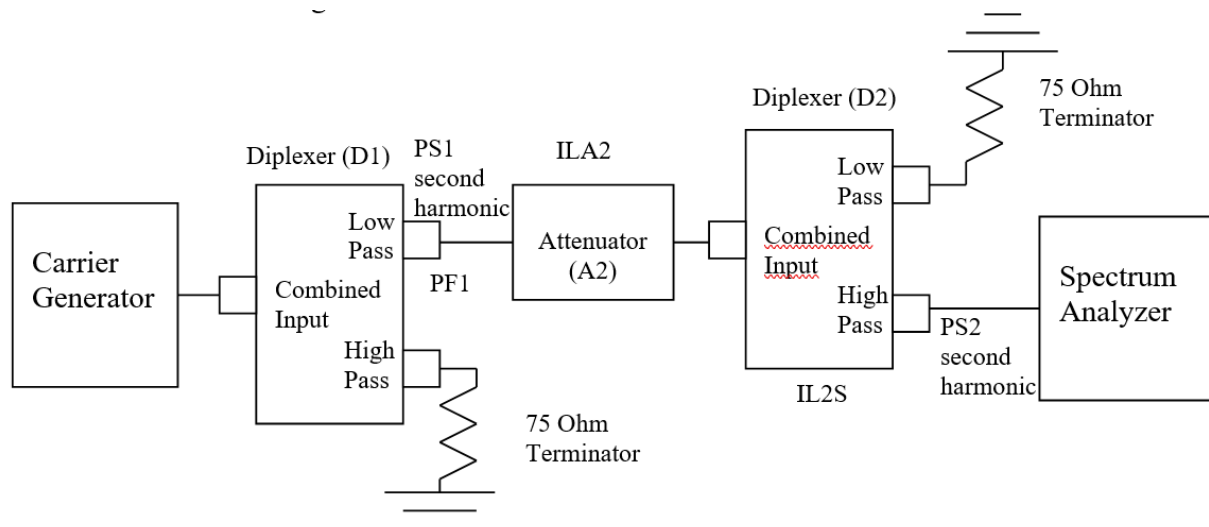 Carrier
Generator
Diplexer (D1)
Combined
Input
Low
Pass
High
Pass
PS1
second
harmonic
PF1
75 Ohm
Terminator
ILA2
Attenuator
(A2)
Diplexer (D2)
Combined
Input
Low
Pass
High
Pass
IL2S
75 Ohm
Terminator
PS2
second
harmonic
Spectrum
Analyzer